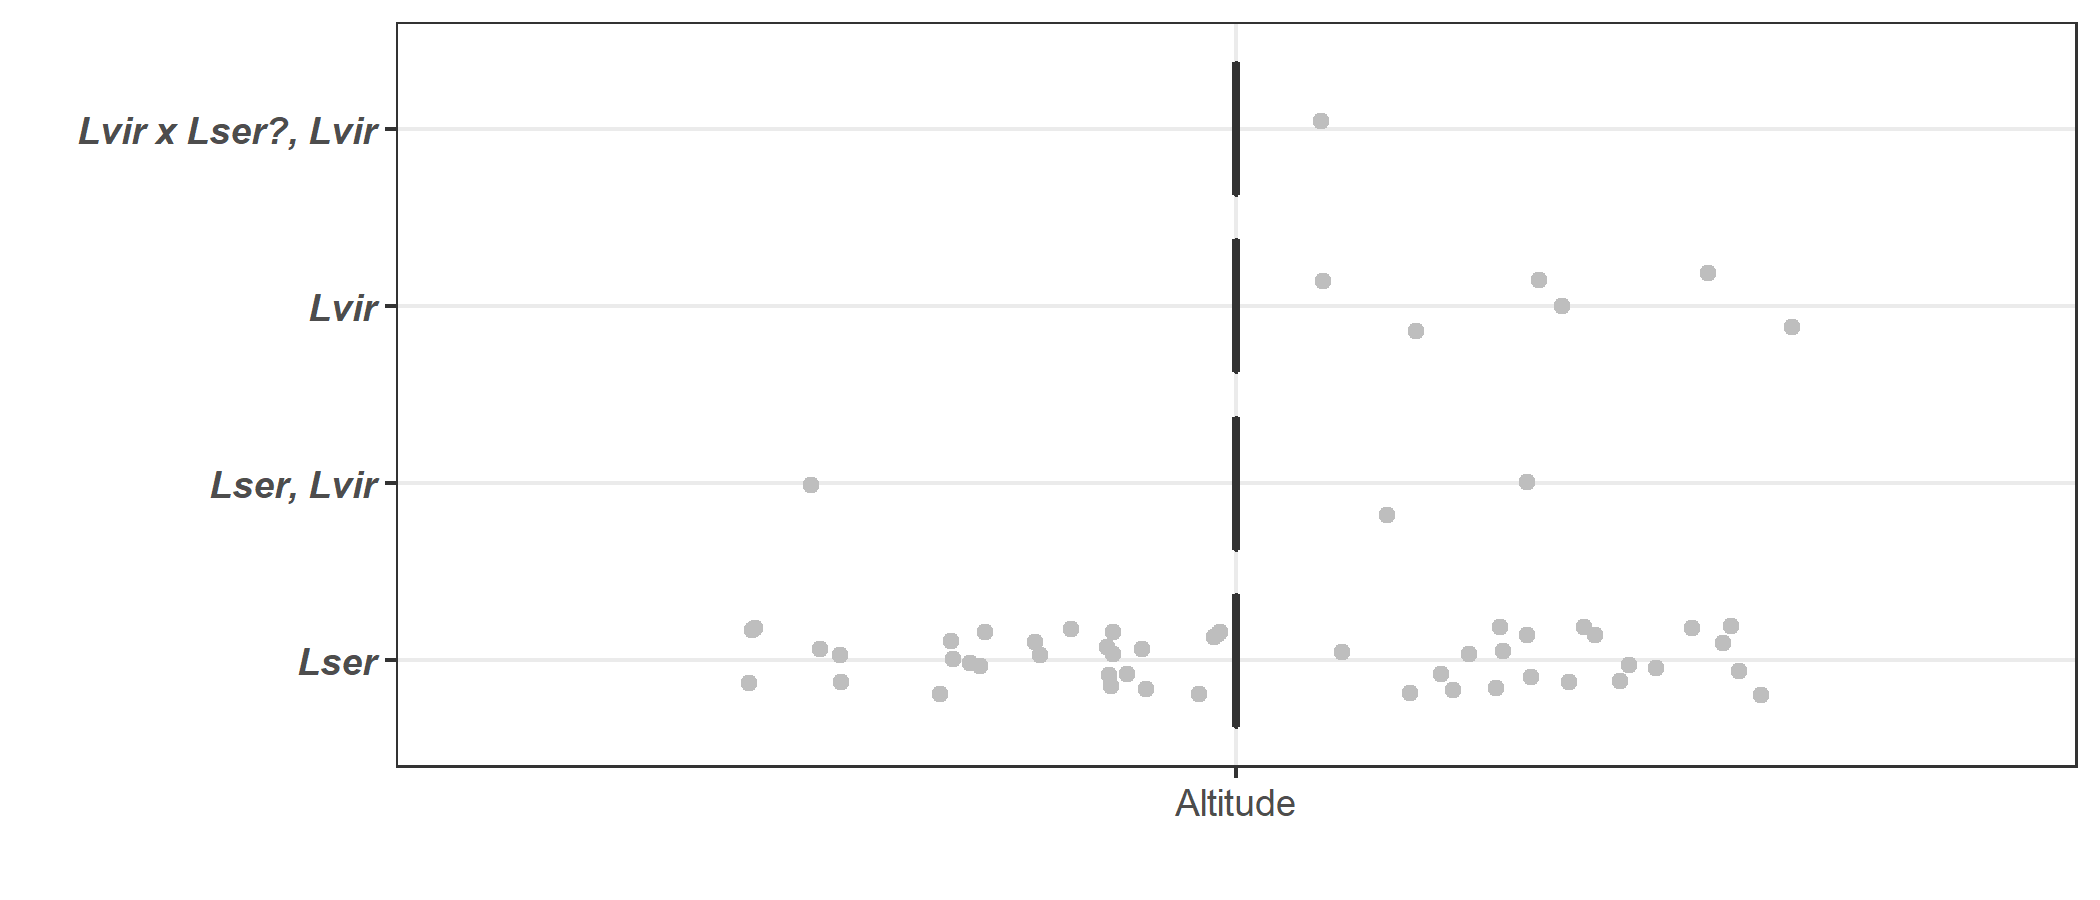 Lvir x Lser?, Lvir
Lvir
Lser, Lvir
Lser
Altitude